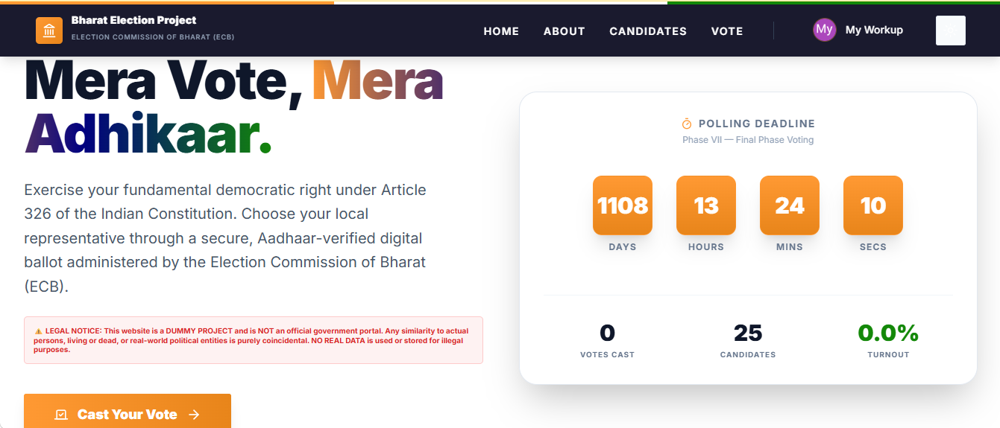 Bharat Election Project
ELECTION COMMISSION OF BHARAT (ECB)
HOME ABOUT CANDIDATES VOTE
My My Workup
Mera Vote, Mera
Adhikaar.
Exercise your fundamental democratic right under Article
326 of the Indian Constitution. Choose your local
representative through a secure, Aadhaar-verified digital
ballot administered by the Election Commission of Bharat
(ECB).
⚠️ LEGAL NOTICE: This website is a DUMMY PROJECT and is NOT an official government portal. Any similarity to actual
persons, living or dead, or real-world political entities is purely coincidental. NO REAL DATA is used or stored for illegal
purposes.
Cast Your Vote →
POLLING DEADLINE
Phase VII — Final Phase Voting
1108 13 24 10
DAYS HOURS MINS SECS
0 25 0.0%
VOTES CAST CANDIDATES TURNOUT